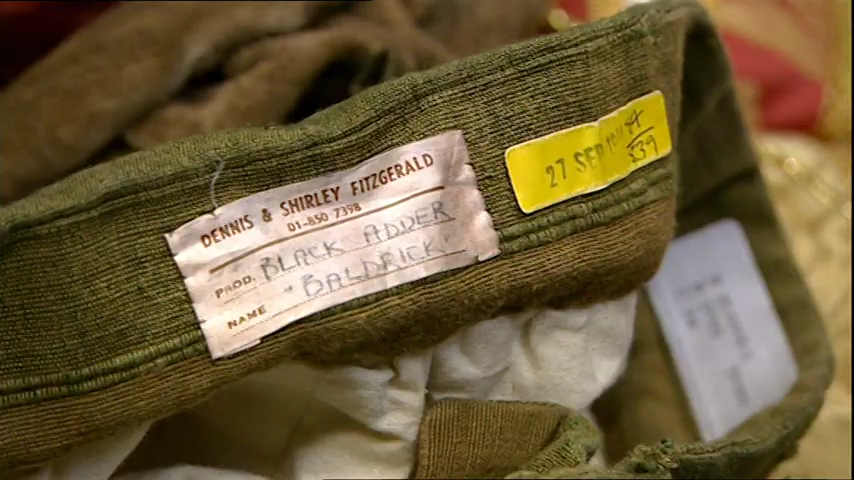 DENNIS & SHIRLEY FITZGERALD
01-850 7398
PROD. BLACK ADDER
NAME 'BALDRICK'
27 SEP
339